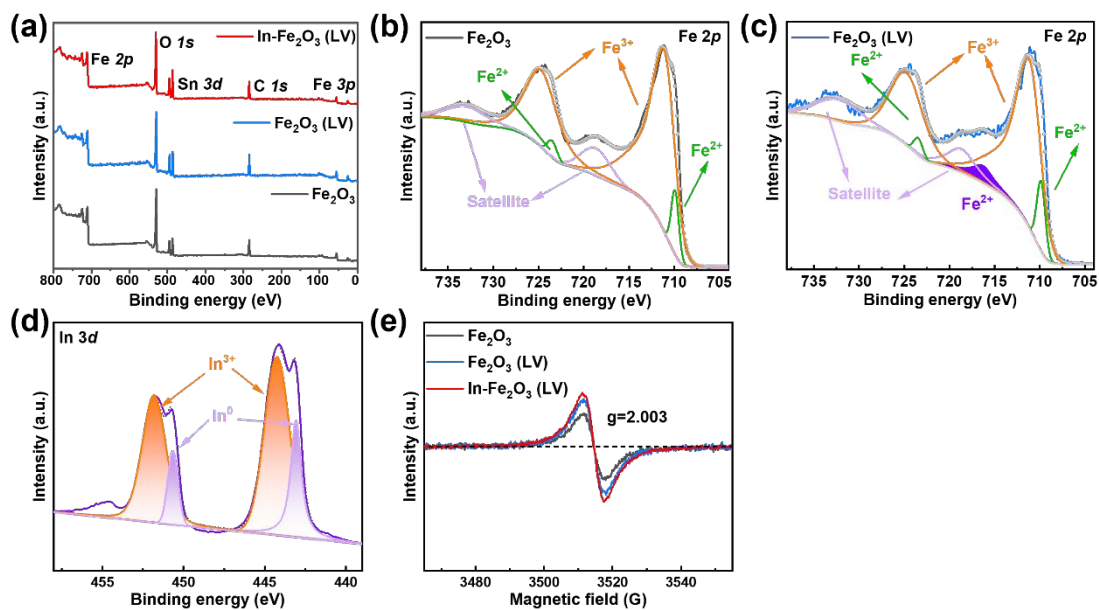 (a)
In-Fe₂O₃ (LV)
O 1s
Fe 2p
Sn 3d
C 1s
Fe 3p
Fe₂O₃ (LV)
Fe₂O₃
Intensity (a.u.)
800 700 600 500 400 300 200 100 0
Binding energy (eV)
(b)
Fe₂O₃
Fe 2p
Fe³⁺
Fe²⁺
Fe²⁺
Satellite
Intensity (a.u.)
735 730 725 720 715 710 705
Binding energy (eV)
(c)
Fe₂O₃ (LV)
Fe 2p
Fe²⁺
Fe³⁺
Fe²⁺
Satellite
Fe²⁺
Intensity (a.u.)
735 730 725 720 715 710 705
Binding energy (eV)
(d)
In 3d
In³⁺
In⁰
Intensity (a.u.)
455 450 445 440
Binding energy (eV)
(e)
Fe₂O₃
Fe₂O₃ (LV)
In-Fe₂O₃ (LV)
g=2.003
Intensity (a.u.)
3480 3510 3520 3540
Magnetic field (G)